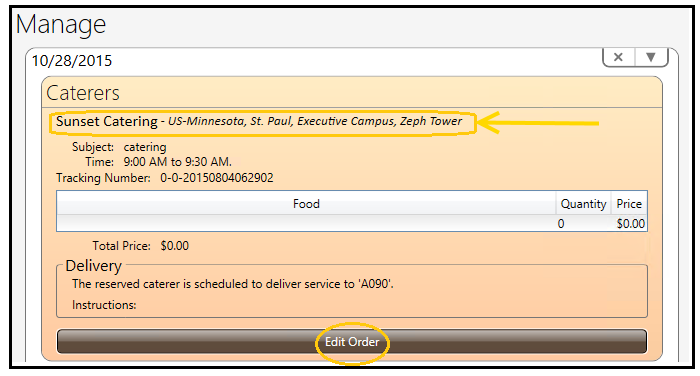 Manage
10/28/2015
Caterers
Sunset Catering - US-Minnesota, St. Paul, Executive Campus, Zeph Tower
Subject: catering
Time: 9:00 AM to 9:30 AM.
Tracking Number: 0-0-20150804062902
Food Quantity Price
0 $0.00
Total Price: $0.00
Delivery
The reserved caterer is scheduled to deliver service to 'A090'.
Instructions:
Edit Order